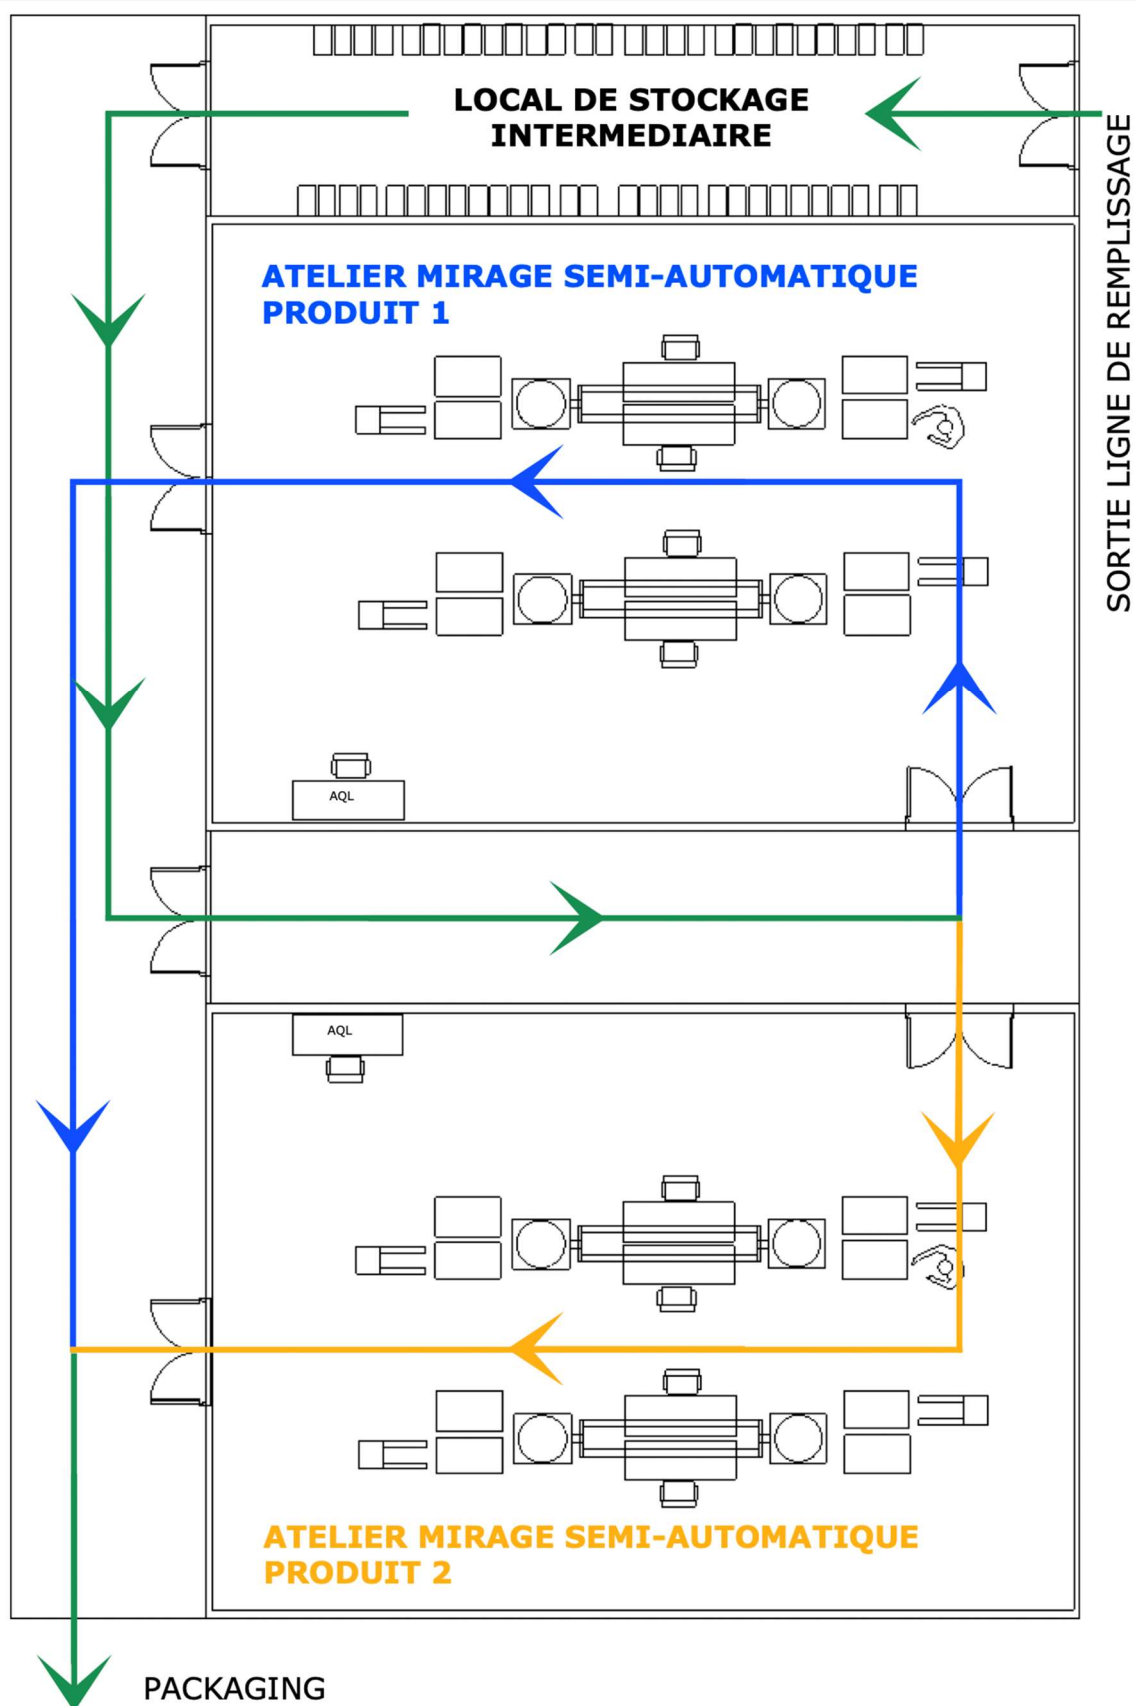 LOCAL DE STOCKAGE
INTERMEDIAIRE
SORTIE LIGNE DE REMPLISSAGE
ATELIER MIRAGE SEMI-AUTOMATIQUE
PRODUIT 1
AQL
AQL
ATELIER MIRAGE SEMI-AUTOMATIQUE
PRODUIT 2
PACKAGING